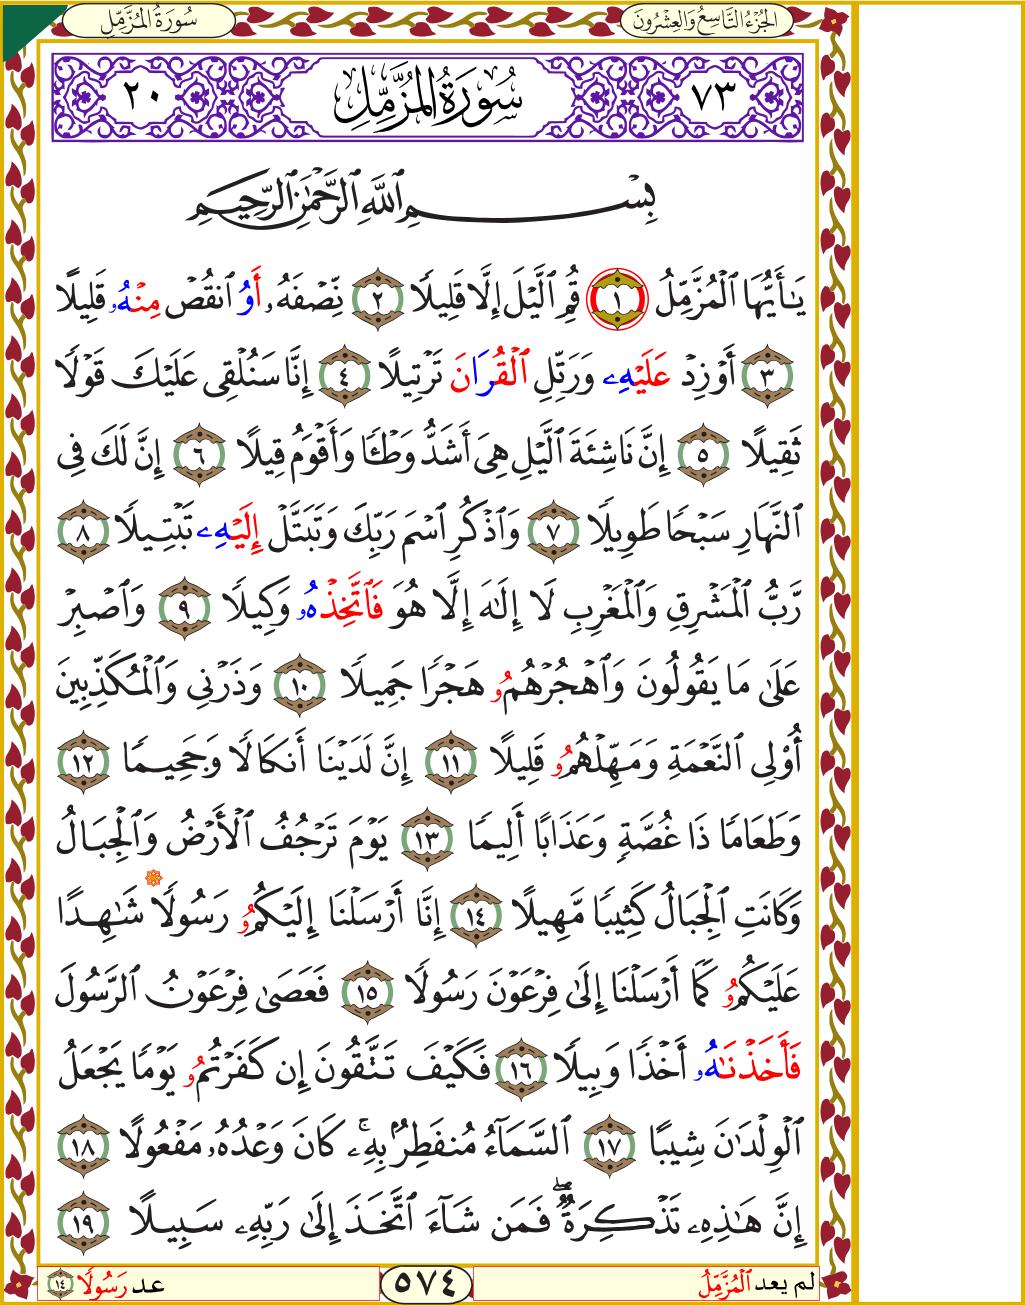 سُورَةُ الْمُزَّمِّلِ الجُزْءُ التَّاسِعُ وَالعِشْرُونَ
٧٣ سُورَةُ الْمُزَّمِّلِ ٢٠
بِسْمِ ٱللَّهِ ٱلرَّحْمَٰنِ ٱلرَّحِيمِ
يَٰٓأَيُّهَا ٱلْمُزَّمِّلُ ١ قُمِ ٱلَّيْلَ إِلَّا قَلِيلًا ٢ نِّصْفَهُۥ أَوُ ٱنقُصْ مِنْهُۥ قَلِيلًا
٣ أَوْ زِدْ عَلَيْهِۦ وَرَتِّلِ ٱلْقُرَانَ تَرْتِيلًا ٤ إِنَّا سَنُلْقِى عَلَيْكَ قَوْلًا
ثَقِيلًا ٥ إِنَّ نَاشِئَةَ ٱلَّيْلِ هِىَ أَشَدُّ وَطْـًٔا وَأَقْوَمُ قِيلًا ٦ إِنَّ لَكَ فِى
ٱلنَّهَارِ سَبْحًا طَوِيلًا ٧ وَٱذْكُرِ ٱسْمَ رَبِّكَ وَتَبَتَّلْ إِلَيْهِۦ تَبْتِيلًا ٨
رَّبُّ ٱلْمَشْرِقِ وَٱلْمَغْرِبِ لَا إِلَٰهَ إِلَّا هُوَ فَٱتَّخِذْهُۥ وَكِيلًا ٩ وَٱصْبِرْ
عَلَىٰ مَا يَقُولُونَ وَٱهْجُرْهُمُۥ هَجْرًا جَمِيلًا ١٠ وَذَرْنِى وَٱلْمُكَذِّبِينَ
أُوْلِى ٱلنَّعْمَةِ وَمَهِّلْهُمُۥ قَلِيلًا ١١ إِنَّ لَدَيْنَا أَنكَالًا وَجَحِيمًا ١٢
وَطَعَامًا ذَا غُصَّةٍ وَعَذَابًا أَلِيمًا ١٣ يَوْمَ تَرْجُفُ ٱلْأَرْضُ وَٱلْجِبَالُ
وَكَانَتِ ٱلْجِبَالُ كَثِيبًا مَّهِيلًا ١٤ إِنَّا أَرْسَلْنَا إِلَيْكُمُۥ رَسُولًا شَٰهِدًا
عَلَيْكُمُۥ كَمَا أَرْسَلْنَا إِلَىٰ فِرْعَوْنَ رَسُولًا ١٥ فَعَصَىٰ فِرْعَوْنُ ٱلرَّسُولَ
فَأَخَذْنَٰهُۥ أَخْذًا وَبِيلًا ١٦ فَكَيْفَ تَتَّقُونَ إِن كَفَرْتُمُۥ يَوْمًا يَجْعَلُ
ٱلْوِلْدَٰنَ شِيبًا ١٧ ٱلسَّمَآءُ مُنفَطِرٌۢ بِهِۦۚ كَانَ وَعْدُهُۥ مَفْعُولًا ١٨
إِنَّ هَٰذِهِۦ تَذْكِرَةٌۖ فَمَن شَآءَ ٱتَّخَذَ إِلَىٰ رَبِّهِۦ سَبِيلًا ١٩
لم يعد ٱلْمُزَّمِّلُ ٥٧٤ عد رَسُولًا ١٤